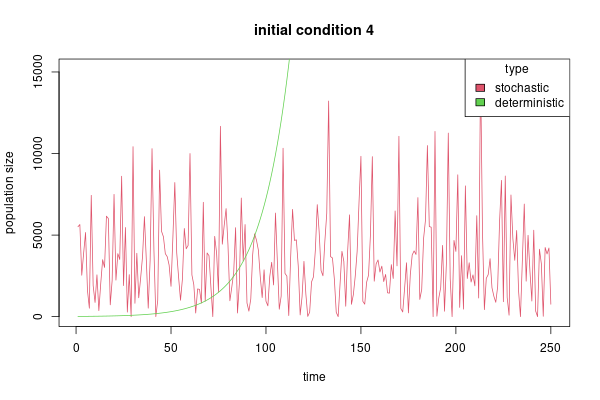 initial condition 4
type
stochastic
deterministic
population size
15000
10000
5000
0
0 50 100 150 200 250
time